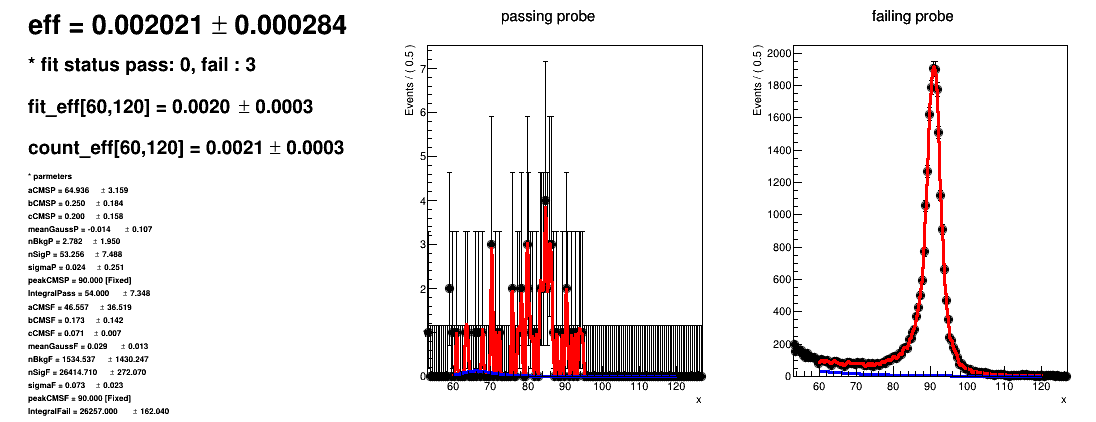 eff = 0.002021 ± 0.000284
* fit status pass: 0, fail : 3
fit_eff[60,120] = 0.0020 ± 0.0003
count_eff[60,120] = 0.0021 ± 0.0003
* parmeters
aCMSP = 64.936 ± 3.159
bCMSP = 0.250 ± 0.184
cCMSP = 0.200 ± 0.158
meanGaussP = -0.014 ± 0.107
nBkgP = 2.782 ± 1.950
nSigP = 53.256 ± 7.488
sigmaP = 0.024 ± 0.251
peakCMSP = 90.000 [Fixed]
IntegralPass = 54.000 ± 7.348
aCMSF = 46.557 ± 36.519
bCMSF = 0.173 ± 0.142
cCMSF = 0.071 ± 0.007
meanGaussF = 0.029 ± 0.013
nBkgF = 1534.537 ± 1430.247
nSigF = 26414.710 ± 272.070
sigmaF = 0.073 ± 0.023
peakCMSF = 90.000 [Fixed]
IntegralFail = 26257.000 ± 162.040
passing probe
Events / ( 0.5 )
7
6
5
4
3
2
1
0
60 70 80 90 100 110 120
x
failing probe
Events / ( 0.5 )
2000
1800
1600
1400
1200
1000
800
600
400
200
0
60 70 80 90 100 110 120
x